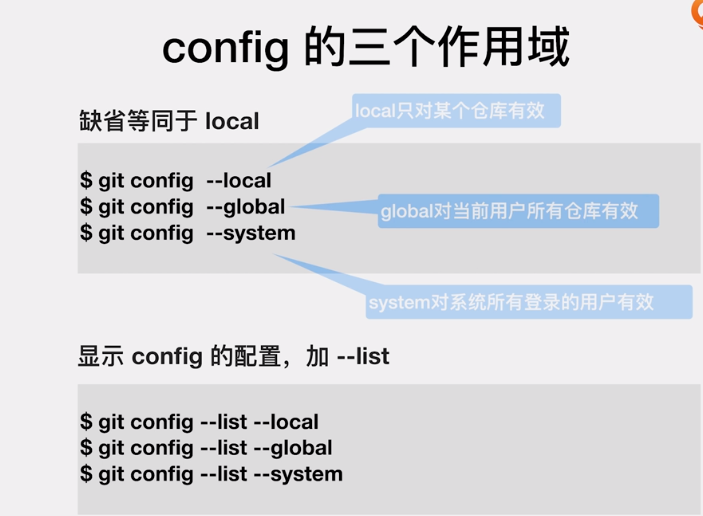 config 的三个作用域
缺省等同于 local
local只对某个仓库有效
$ git config  --local
$ git config  --global
global对当前用户所有仓库有效
$ git config  --system
system对系统所有登录的用户有效
显示 config 的配置，加 --list
$ git config --list --local
$ git config --list --global
$ git config --list --system